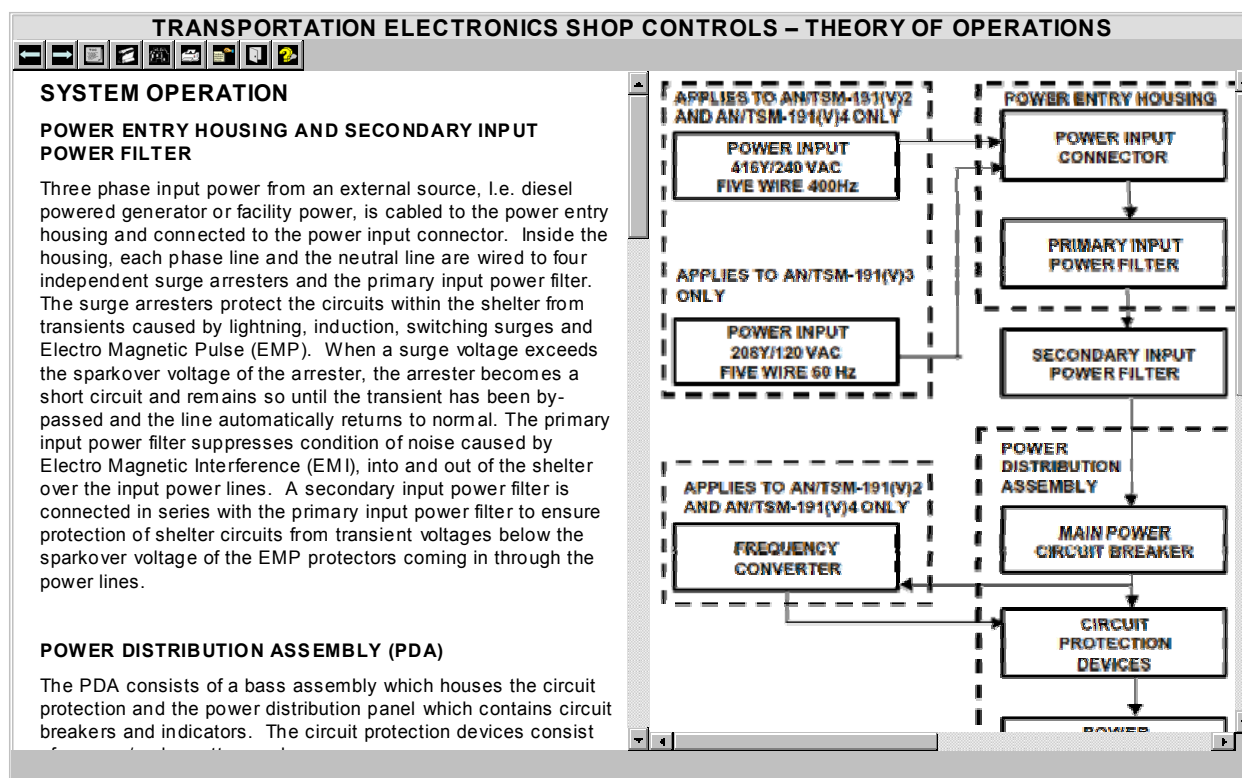 TRANSPORTATION ELECTRONICS SHOP CONTROLS – THEORY OF OPERATIONS
SYSTEM OPERATION
POWER ENTRY HOUSING AND SECONDARY INPUT
POWER FILTER
Three phase input power from an external source, I.e. diesel
powered generator or facility power, is cabled to the power entry
housing and connected to the power input connector. Inside the
housing, each phase line and the neutral line are wired to four
independent surge arresters and the primary input power filter.
The surge arresters protect the circuits within the shelter from
transients caused by lightning, induction, switching surges and
Electro Magnetic Pulse (EMP). When a surge voltage exceeds
the sparkover voltage of the arrester, the arrester becomes a
short circuit and remains so until the transient has been by-
passed and the line automatically returns to normal. The primary
input power filter suppresses condition of noise caused by
Electro Magnetic Interference (EMI), into and out of the shelter
over the input power lines. A secondary input power filter is
connected in series with the primary input power filter to ensure
protection of shelter circuits from transient voltages below the
sparkover voltage of the EMP protectors coming in through the
power lines.
POWER DISTRIBUTION ASSEMBLY (PDA)
The PDA consists of a bass assembly which houses the circuit
protection and the power distribution panel which contains circuit
breakers and indicators. The circuit protection devices consist
APPLIES TO AN/TSM-191(V)2
AND AN/TSM-191(V)4 ONLY
POWER INPUT
416Y/240 VAC
FIVE WIRE 400Hz
APPLIES TO AN/TSM-191(V)3
ONLY
POWER INPUT
208Y/120 VAC
FIVE WIRE 60 Hz
APPLIES TO AN/TSM-191(V)2
AND AN/TSM-191(V)4 ONLY
FREQUENCY
CONVERTER
POWER ENTRY HOUSING
POWER INPUT
CONNECTOR
PRIMARY INPUT
POWER FILTER
SECONDARY INPUT
POWER FILTER
POWER
DISTRIBUTION
ASSEMBLY
MAIN POWER
CIRCUIT BREAKER
CIRCUIT
PROTECTION
DEVICES
POWER